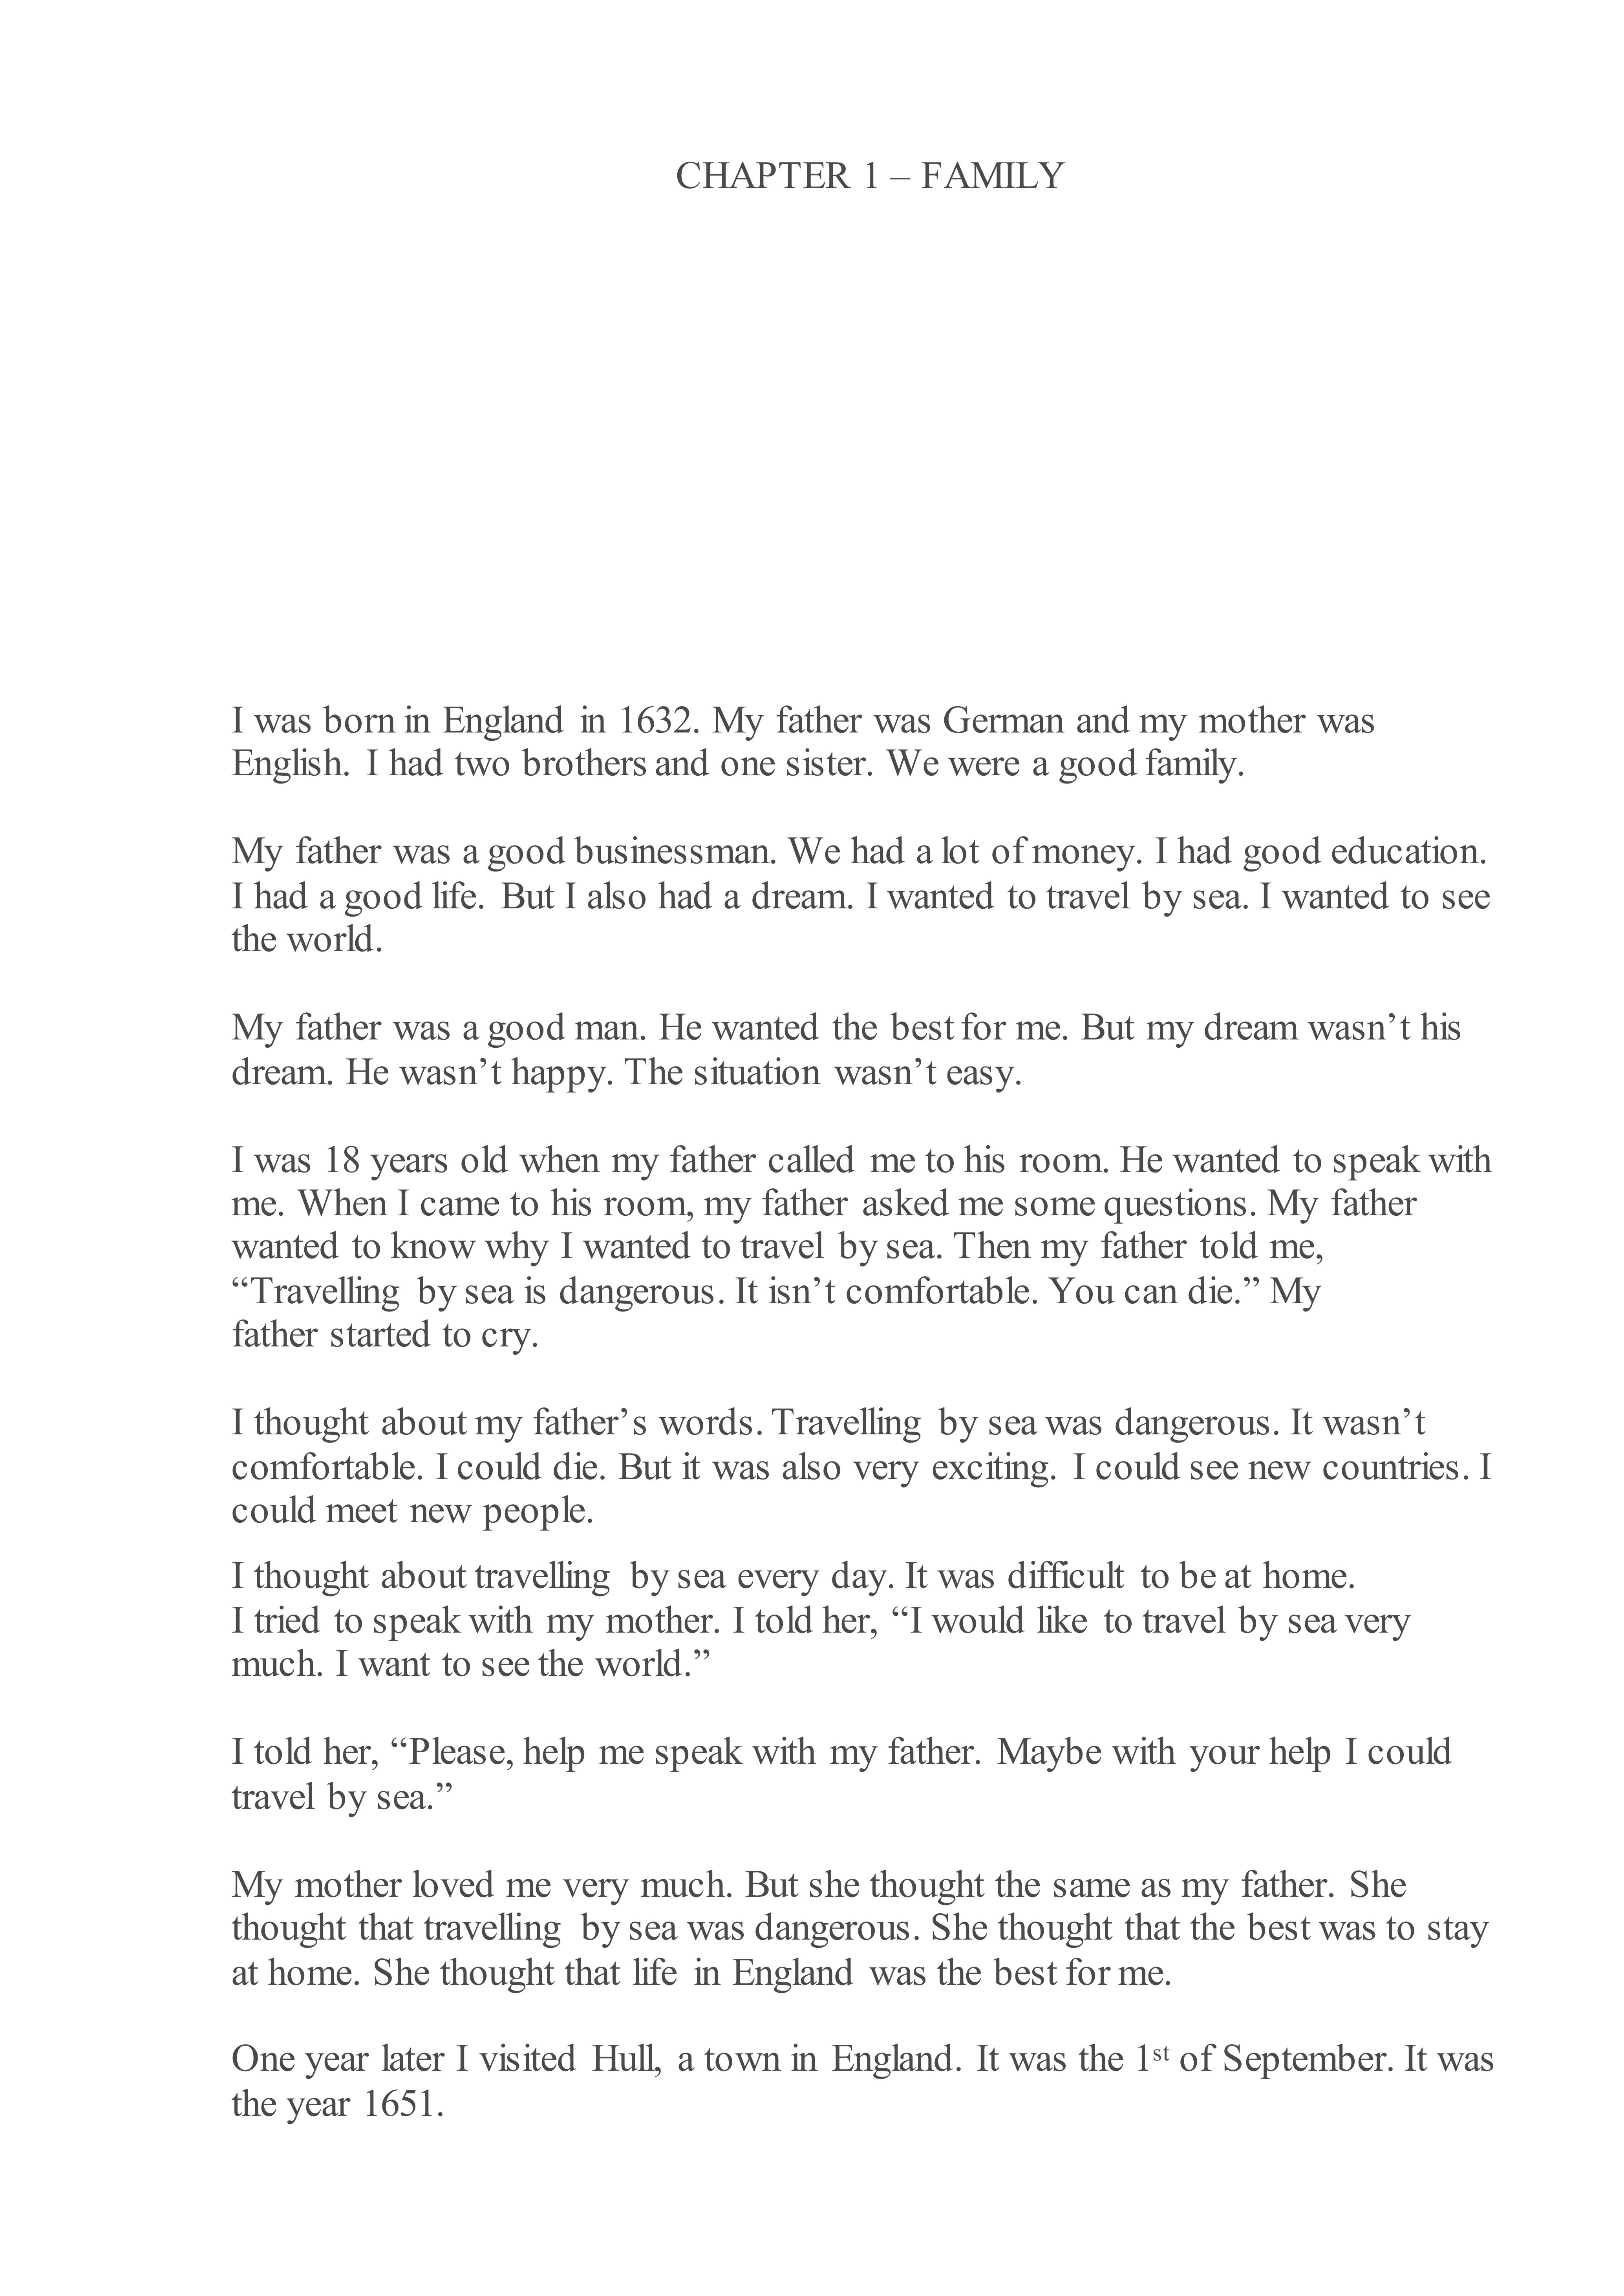 CHAPTER 1 – FAMILY
I was born in England in 1632. My father was German and my mother was
English. I had two brothers and one sister. We were a good family.
My father was a good businessman. We had a lot of money. I had good education.
I had a good life. But I also had a dream. I wanted to travel by sea. I wanted to see
the world.
My father was a good man. He wanted the best for me. But my dream wasn’t his
dream. He wasn’t happy. The situation wasn’t easy.
I was 18 years old when my father called me to his room. He wanted to speak with
me. When I came to his room, my father asked me some questions. My father
wanted to know why I wanted to travel by sea. Then my father told me,
“Travelling by sea is dangerous. It isn’t comfortable. You can die.” My
father started to cry.
I thought about my father’s words. Travelling by sea was dangerous. It wasn’t
comfortable. I could die. But it was also very exciting. I could see new countries. I
could meet new people.
I thought about travelling by sea every day. It was difficult to be at home.
I tried to speak with my mother. I told her, “I would like to travel by sea very
much. I want to see the world.”
I told her, “Please, help me speak with my father. Maybe with your help I could
travel by sea.”
My mother loved me very much. But she thought the same as my father. She
thought that travelling by sea was dangerous. She thought that the best was to stay
at home. She thought that life in England was the best for me.
One year later I visited Hull, a town in England. It was the 1st of September. It was
the year 1651.